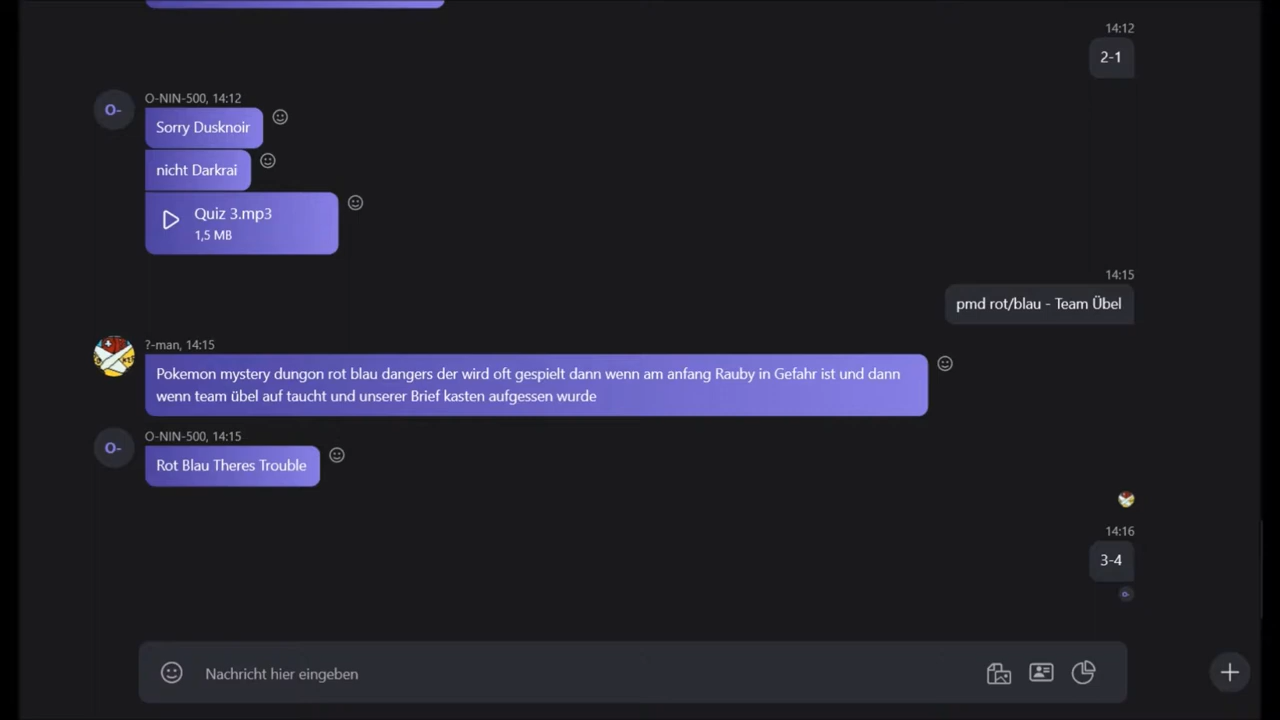 14:12
2-1
O-NIN-500, 14:12
O-
Sorry Dusknoir
nicht Darkrai
Quiz 3.mp3
1,5 MB
14:15
pmd rot/blau - Team Übel
?-man, 14:15
Pokemon mystery dungon rot blau dangers der wird oft gespielt dann wenn am anfang Rauby in Gefahr ist und dann
wenn team übel auf taucht und unserer Brief kasten aufgessen wurde
O-NIN-500, 14:15
O-
Rot Blau Theres Trouble
14:16
3-4
O-
Nachricht hier eingeben